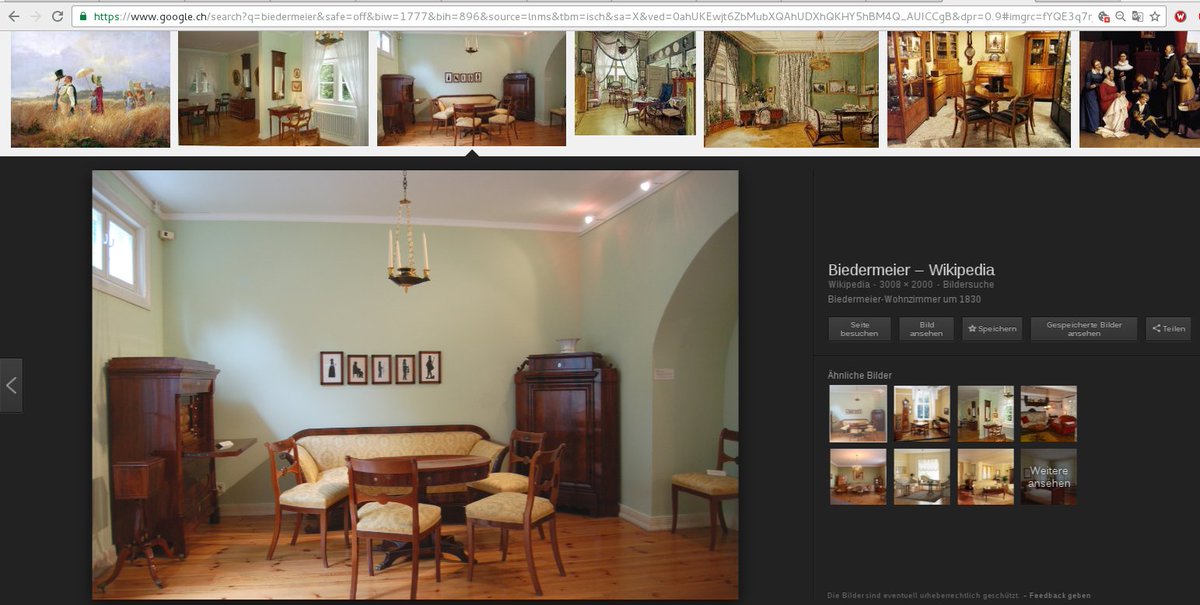 https://www.google.ch/search?q=biedermeier&safe=off&biw=1777&bih=896&source=lnms&tbm=isch&sa=X&ved=0ahUKEwjt6ZbMubXQAhUDXhQKHY5hBM4Q_AUICCgB&dpr=0.9#imgrc=fYQE3q7r
Biedermeier – Wikipedia
Wikipedia - 3008 × 2000 - Bildersuche
Biedermeier-Wohnzimmer um 1830
Seite
besuchen
Bild
ansehen
Speichern
Gespeicherte Bilder
ansehen
Teilen
Ähnliche Bilder
Weitere
ansehen
Die Bilder sind eventuell urheberrechtlich geschützt. - Feedback geben